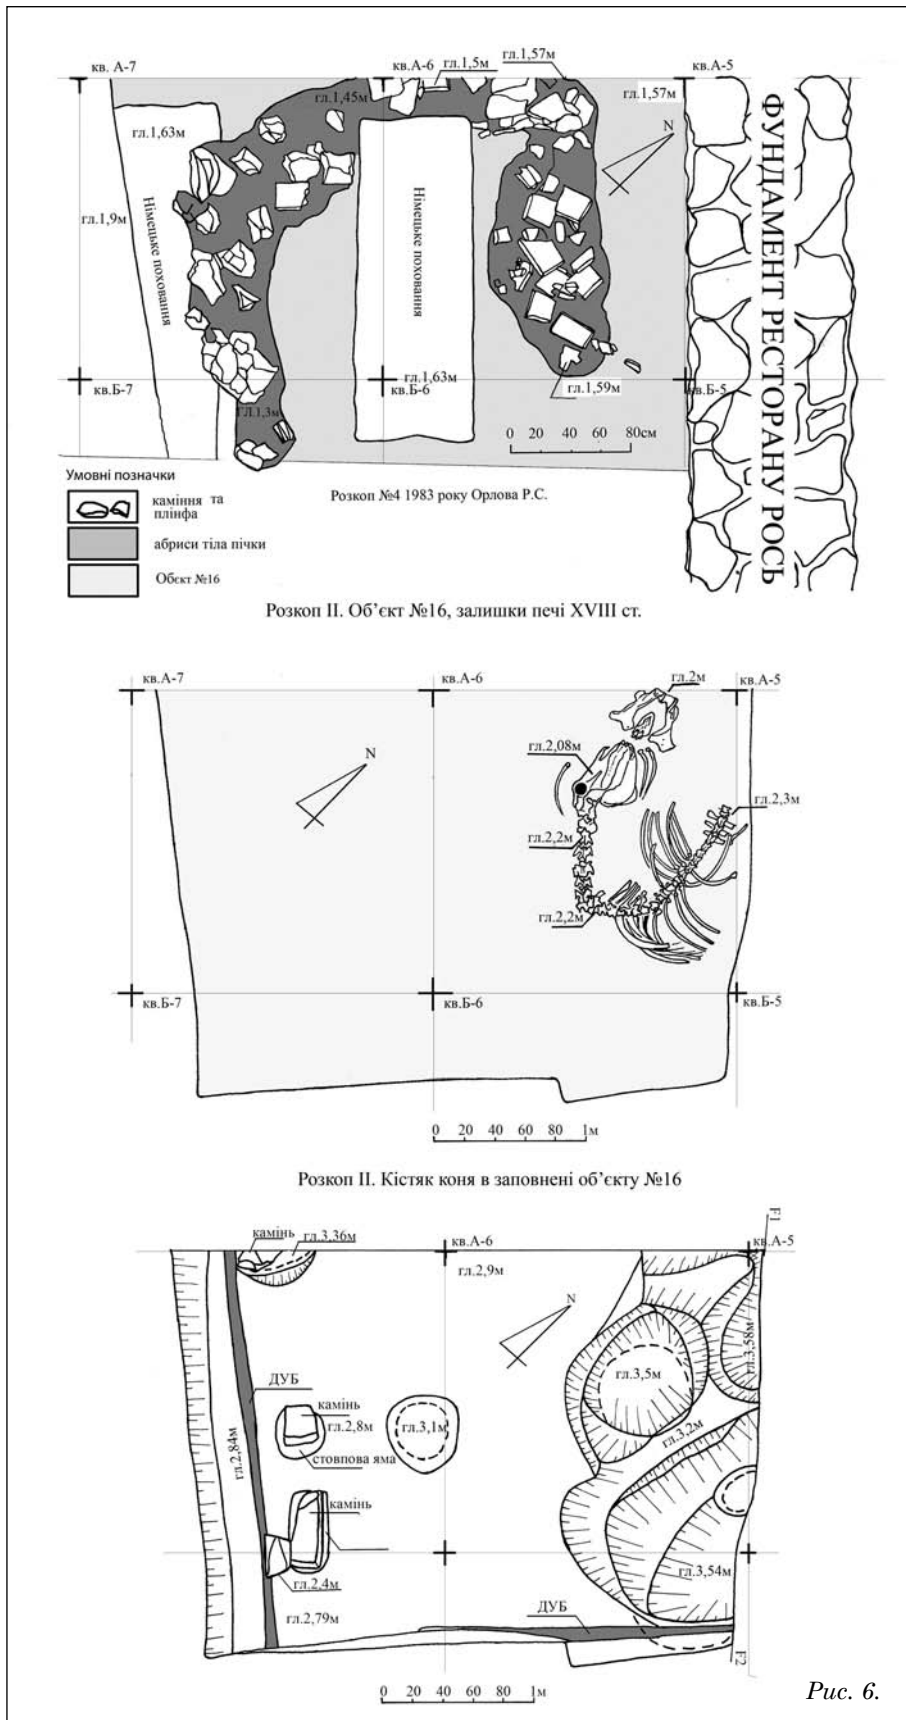 кв. А-7
кв.А-6
гл.1,5м
гл.1,57м
кв.А-5
гл.1,45м
гл.1,57м
гл.1,63м
N
гл.1,9м
Німецьке поховання
Німецьке поховання
ФУНДАМЕНТ РЕСТОРАНУ РОСЬ
кв.Б-7
гл.1,63м
кв.Б-6
гл.1,59м
кв.Б-5
ГЛ.1,3м
0 20 40 60 80см
Умовні позначки
каміння та
плінфа
абриси тіла пічки
Обєкт №16
Розкоп №4 1983 року Орлова Р.С.
Розкоп II. Об’єкт №16, залишки печі XVIII ст.
кв.А-7
кв.А-6
гл.2м
кв.А-5
гл.2,08м
N
гл.2,3м
гл.2,2м
гл.2,2м
кв.Б-7
кв.Б-6
кв.Б-5
0 20 40 60 80 1м
Розкоп II. Кістяк коня в заповнені об’єкту №16
F1
камінь
гл.3,36м
кв.А-6
кв.А-5
гл.2,9м
N
гл.3,58м
ДУБ
гл.3,5м
камінь
гл.2,8м
гл.3,1м
гл.3,2м
гл.2,84м
стовпова яма
камінь
гл.2,4м
гл.3,54м
гл.2,79м
ДУБ
F2
0 20 40 60 80 1м
Рис. 6.